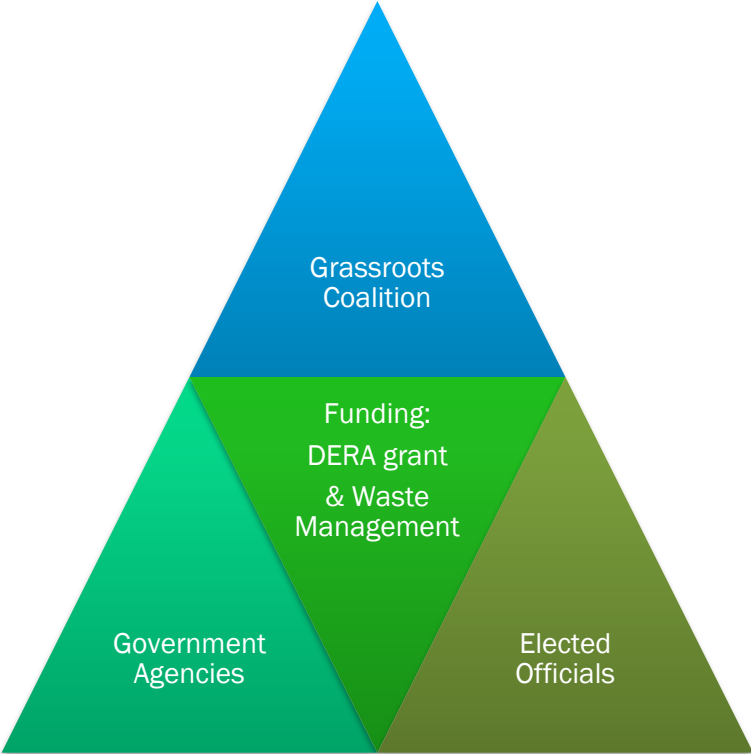 Grassroots
Coalition
Funding:
DERA grant
& Waste
Management
Government
Agencies
Elected
Officials